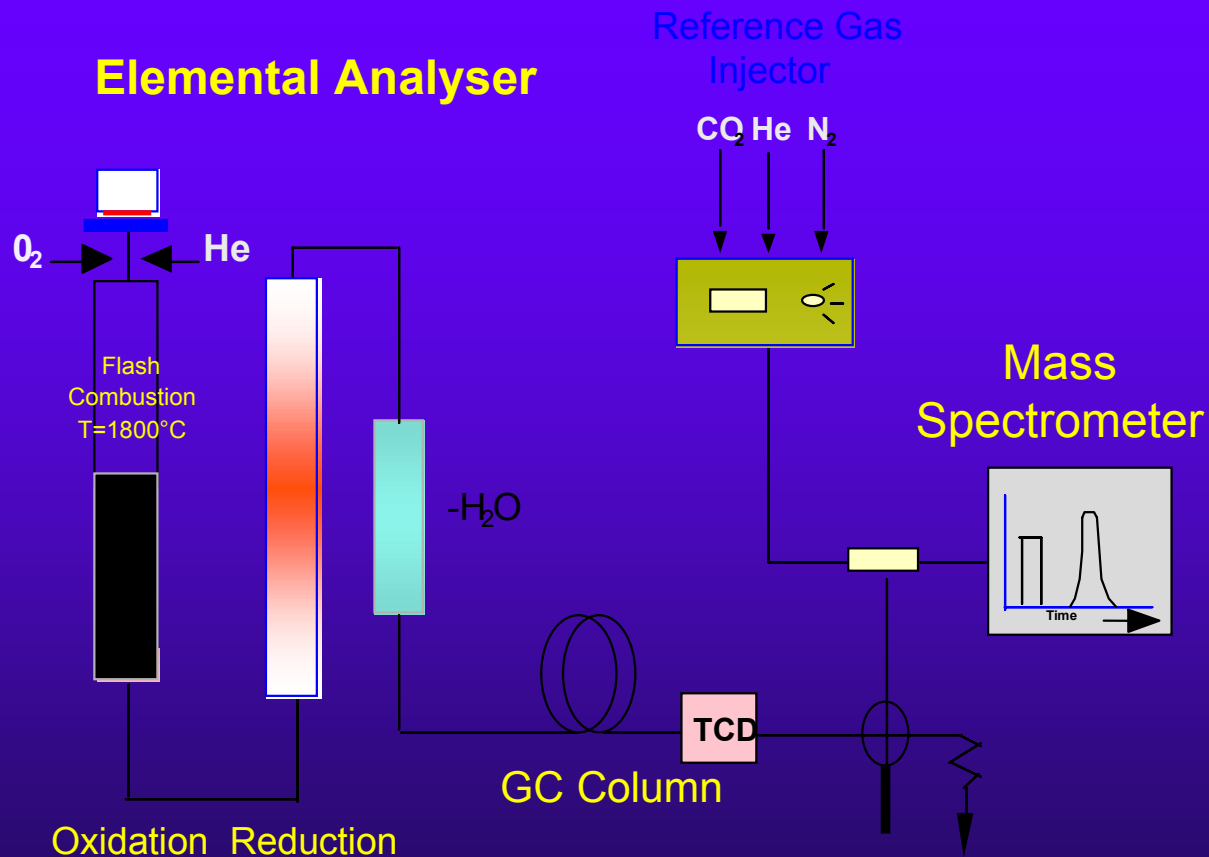 Elemental Analyser
Reference Gas
Injector
CO2 He N2
02 He
Flash
Combustion
T=1800°C
-H2O
Mass
Spectrometer
Time
TCD
GC Column
Oxidation Reduction